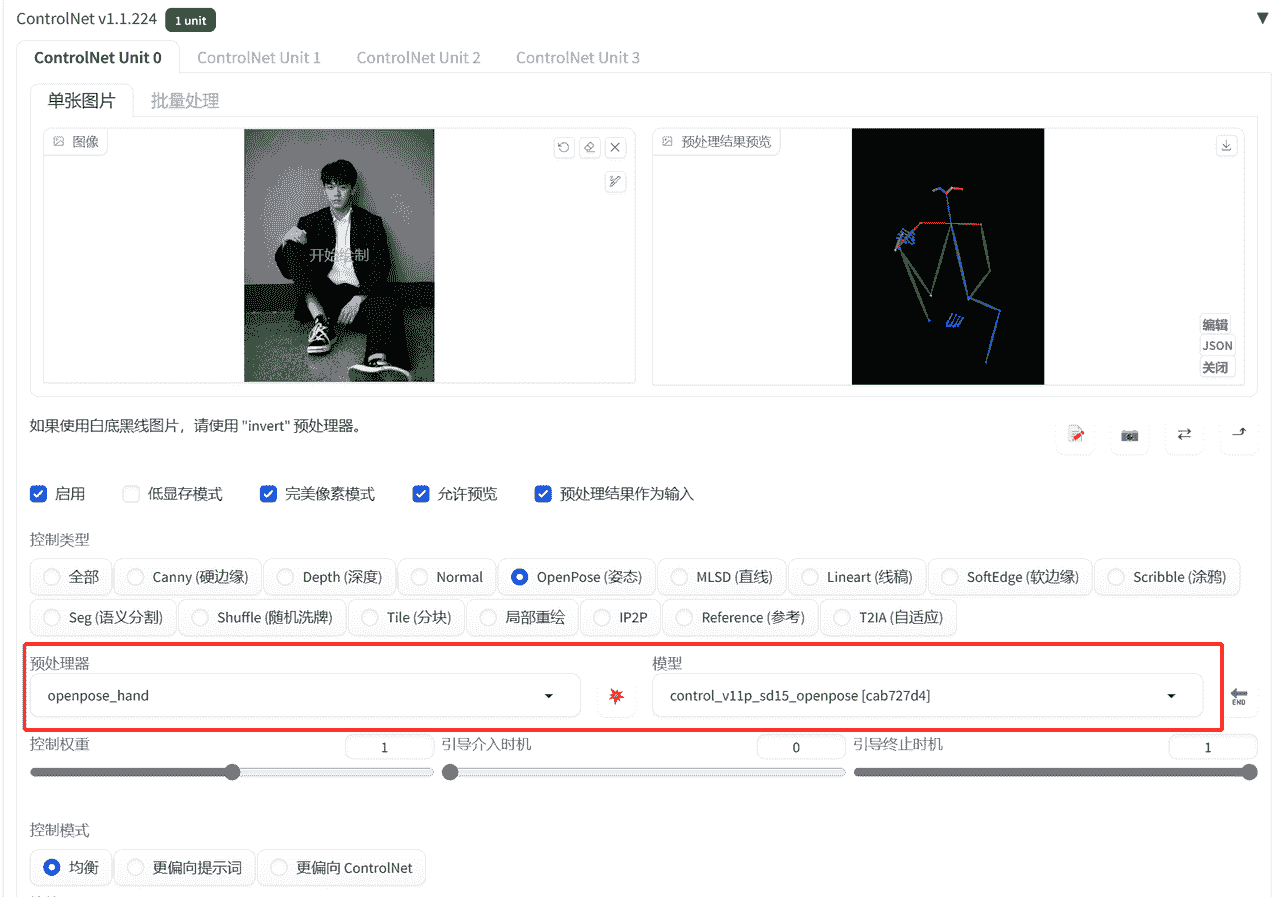 ControlNet v1.1.224 1 unit
ControlNet Unit 0 ControlNet Unit 1 ControlNet Unit 2 ControlNet Unit 3
单张图片 批量处理
图像
预处理结果预览
开始绘制
编辑
JSON
关闭
如果使用白底黑线图片，请使用 "invert" 预处理器。
启用 低显存模式 完美像素模式 允许预览 预处理结果作为输入
控制类型
全部 Canny (硬边缘) Depth (深度) Normal OpenPose (姿态) MLSD (直线) Lineart (线稿) SoftEdge (软边缘) Scribble (涂鸦)
Seg (语义分割) Shuffle (随机洗牌) Tile (分块) 局部重绘 IP2P Reference (参考) T2IA (自适应)
预处理器 模型
openpose_hand control_v11p_sd15_openpose [cab727d4]
END
控制权重 1 引导介入时机 0 引导终止时机 1
控制模式
均衡 更偏向提示词 更偏向 ControlNet